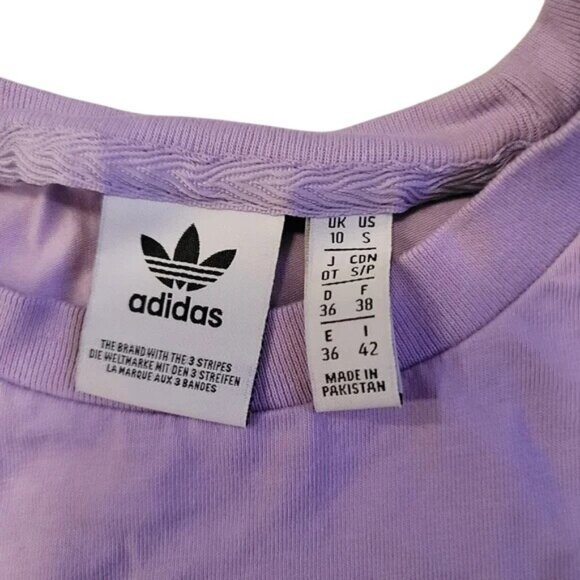 adidas
THE BRAND WITH THE 3 STRIPES
DIE WELTMARKE MIT DEN 3 STREIFEN
LA MARQUE AUX 3 BANDES
UK US
10 S
J CDN
OT S/P
D F
36 38
E I
36 42
MADE IN
PAKISTAN